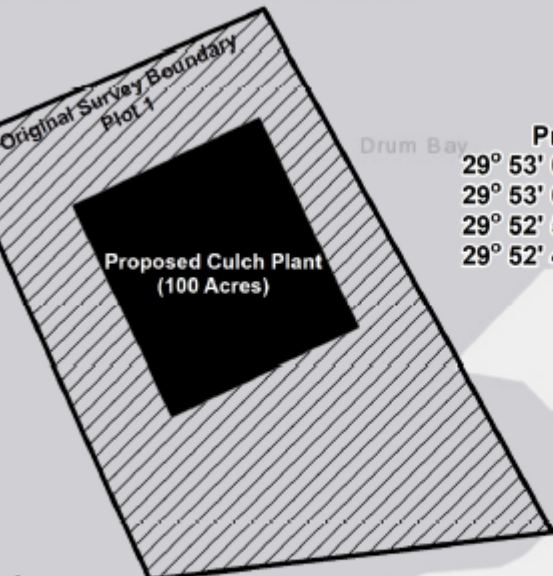 Original Survey Boundary
Plot 1
Drum Bay
29° 53'
29° 53'
29° 52'
29° 52'
Proposed Culch Plant
(100 Acres)